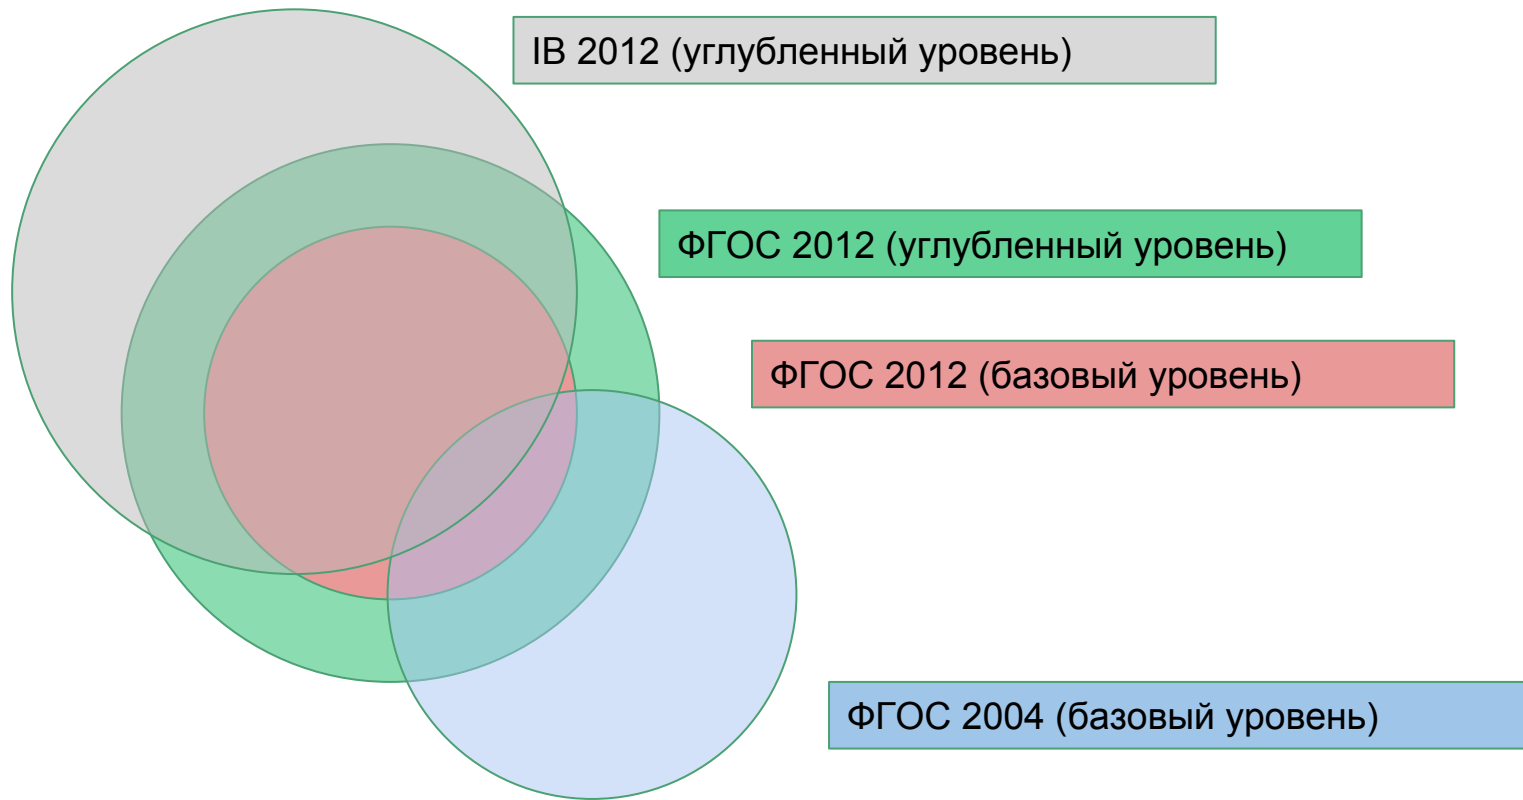 IB 2012 (углубленный уровень)
ФГОС 2012 (углубленный уровень)
ФГОС 2012 (базовый уровень)
ФГОС 2004 (базовый уровень)